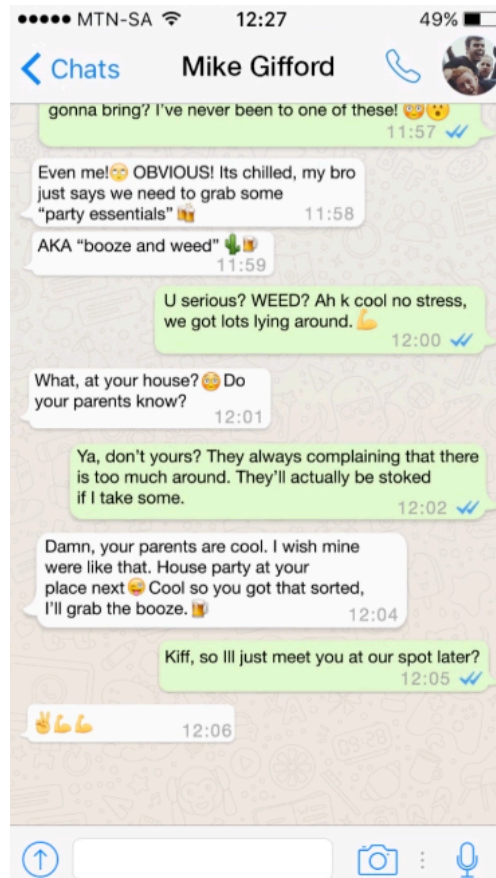 MTN-SA 12:27 49%
Chats Mike Gifford
gonna bring? I've never been to one of these! 😳😲
11:57
Even me!🙄 OBVIOUS! Its chilled, my bro
just says we need to grab some
“party essentials” 🍻 11:58
AKA “booze and weed” 🌵🍺
11:59
U serious? WEED? Ah k cool no stress,
we got lots lying around.💪
12:00
What, at your house?😳 Do
your parents know?
12:01
Ya, don't yours? They always complaining that there
is too much around. They'll actually be stoked
if I take some.
12:02
Damn, your parents are cool. I wish mine
were like that. House party at your
place next😜 Cool so you got that sorted,
I'll grab the booze.🍺 12:04
Kiff, so Ill just meet you at our spot later?
12:05
✌💪💪 12:06